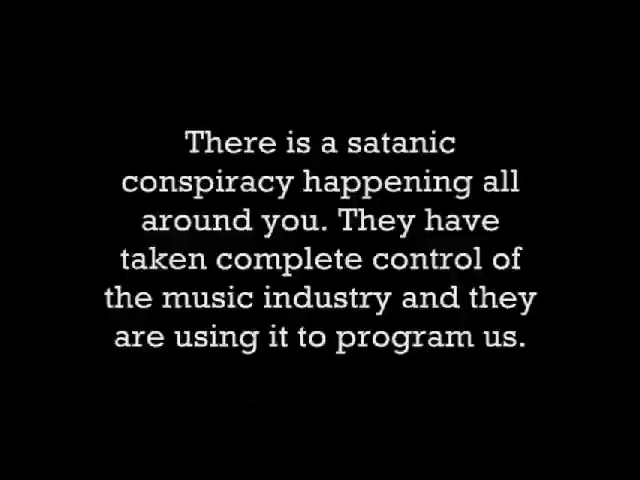 There is a satanic
conspiracy happening all
around you. They have
taken complete control of
the music industry and they
are using it to program us.